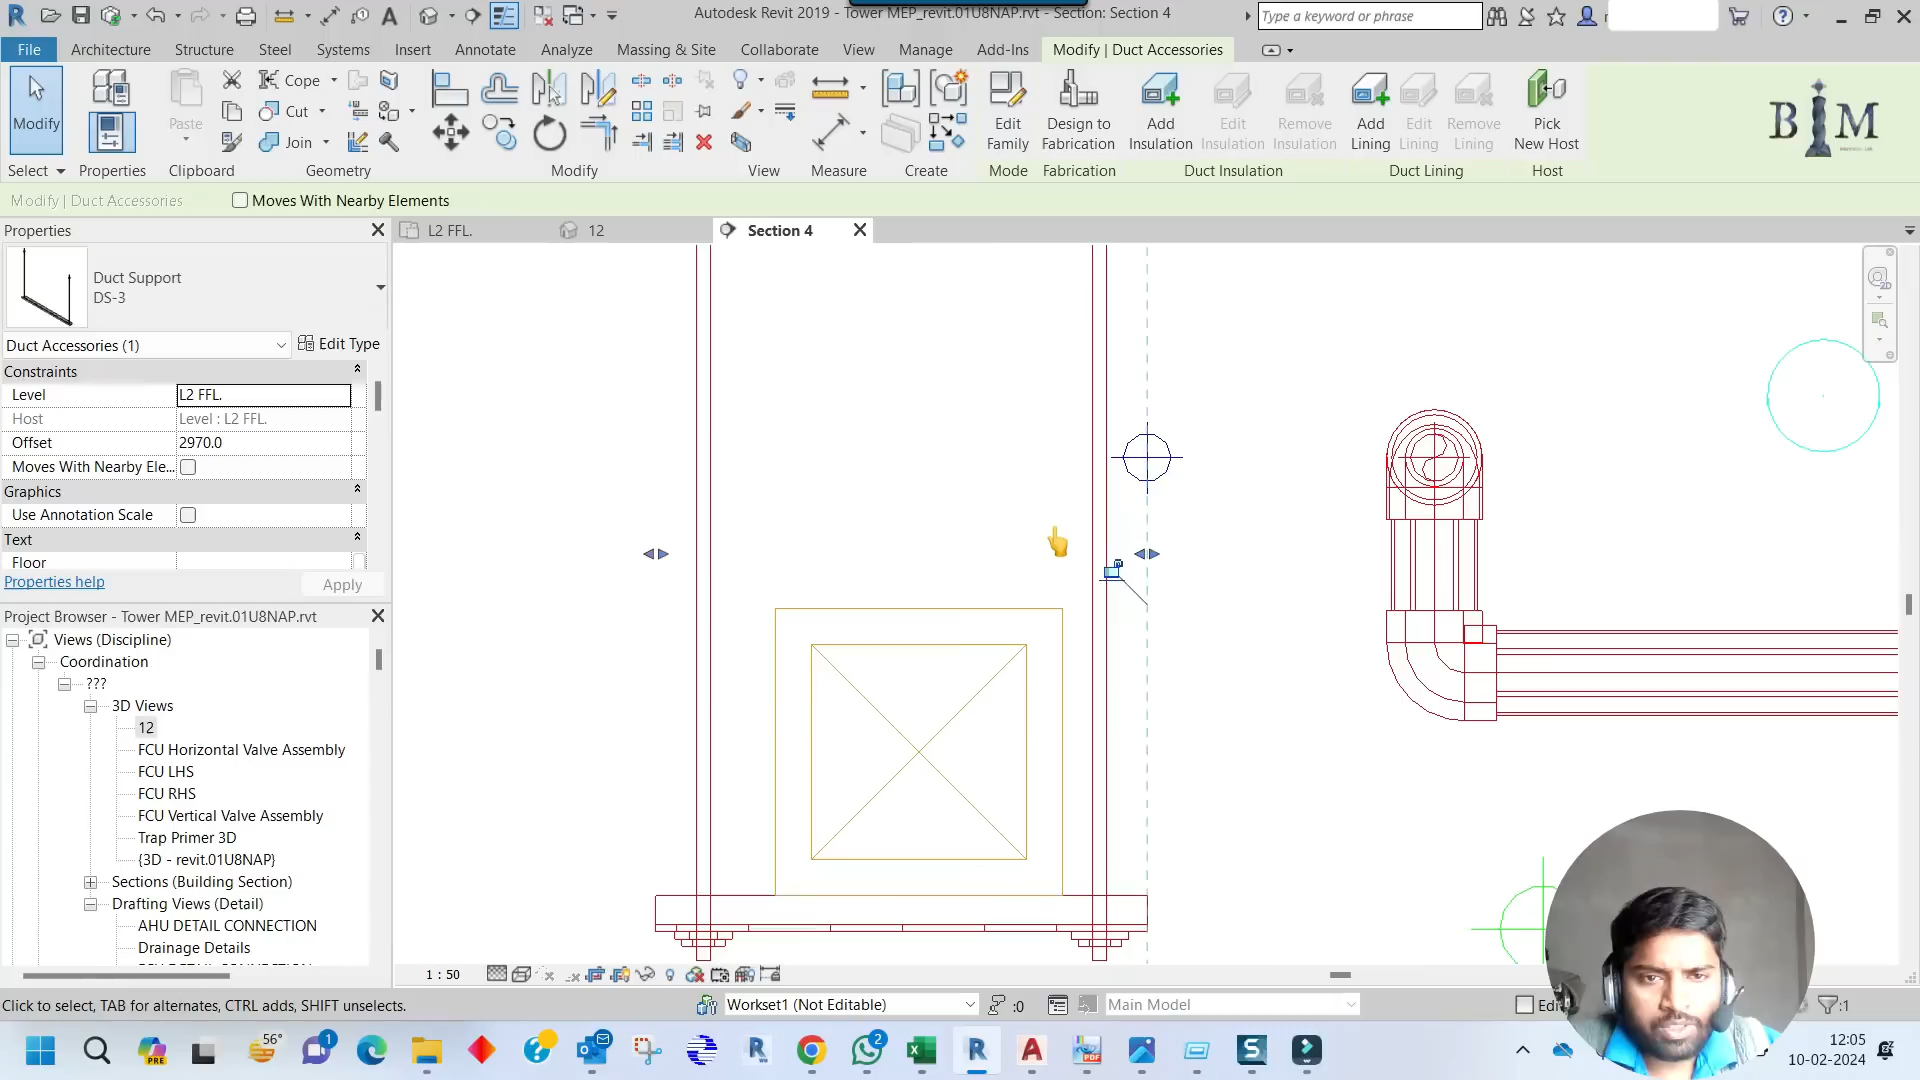 Autodesk Revit 2019 - Tower MEP_revit.01U8NAP.rvt - Section: Section 4
Type a keyword or phrase
File Architecture Structure Steel Systems Insert Annotate Analyze Massing & Site Collaborate View Manage Add-Ins Modify | Duct Accessories
Modify
Paste
Cope
Cut
Join
Edit Family
Design to Fabrication
Add Insulation
Edit Insulation
Remove Insulation
Add Lining
Edit Lining
Remove Lining
Pick New Host
BIM
Select Properties Clipboard Geometry Modify View Measure Create Mode Fabrication Duct Insulation Duct Lining Host
Modify | Duct Accessories Moves With Nearby Elements
Properties
L2 FFL. 12 Section 4
Duct Support
DS-3
Duct Accessories (1) Edit Type
Constraints
Level L2 FFL.
Host Level : L2 FFL.
Offset 2970.0
Moves With Nearby Ele...
Graphics
Use Annotation Scale
Text
Floor
Properties help Apply
Project Browser - Tower MEP_revit.01U8NAP.rvt
Views (Discipline)
Coordination
???
3D Views
12
FCU Horizontal Valve Assembly
FCU LHS
FCU RHS
FCU Vertical Valve Assembly
Trap Primer 3D
{3D - revit.01U8NAP}
Sections (Building Section)
Drafting Views (Detail)
AHU DETAIL CONNECTION
Drainage Details
1 : 50
Click to select, TAB for alternates, CTRL adds, SHIFT unselects.
Workset1 (Not Editable) :0 Main Model :1
56°
1
2
PRE
12:05
10-02-2024